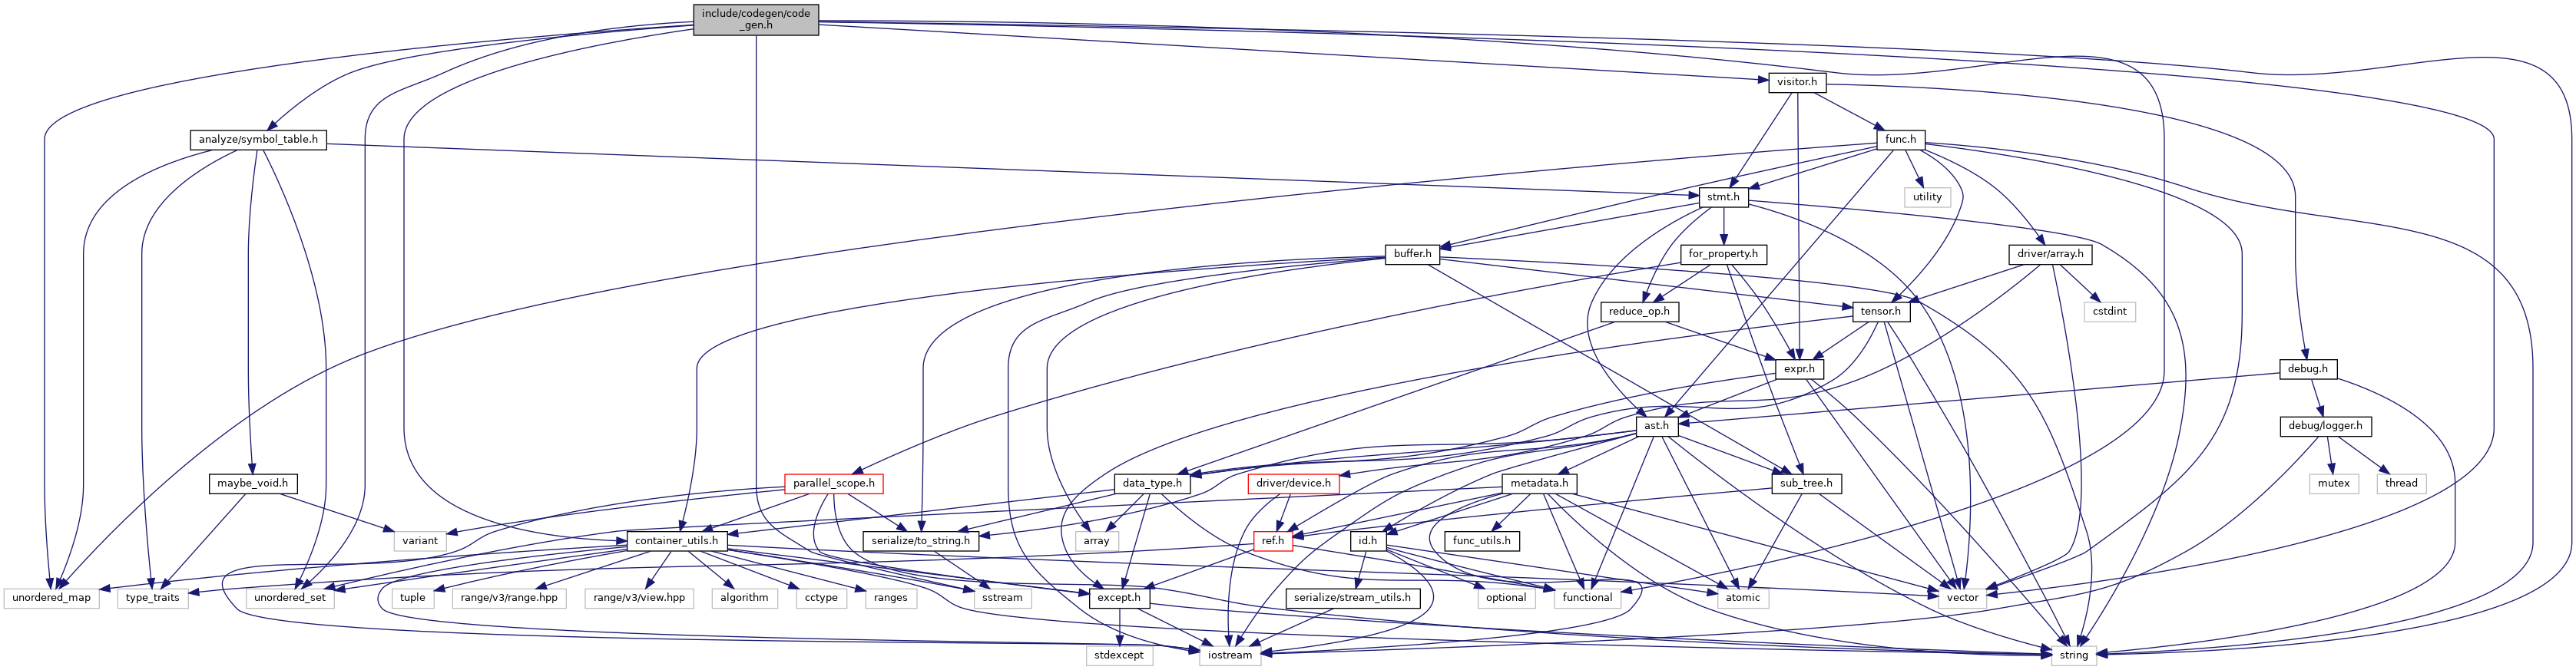 include/codegen/code
_gen.h
visitor.h
analyze/symbol_table.h
func.h
stmt.h
utility
buffer.h
for_property.h
driver/array.h
reduce_op.h
tensor.h
cstdint
expr.h
debug.h
ast.h
debug/logger.h
maybe_void.h
parallel_scope.h
data_type.h
driver/device.h
metadata.h
sub_tree.h
mutex
thread
variant
container_utils.h
serialize/to_string.h
array
ref.h
id.h
func_utils.h
unordered_map
type_traits
unordered_set
tuple
range/v3/range.hpp
range/v3/view.hpp
algorithm
cctype
ranges
sstream
except.h
serialize/stream_utils.h
optional
functional
atomic
vector
stdexcept
iostream
string